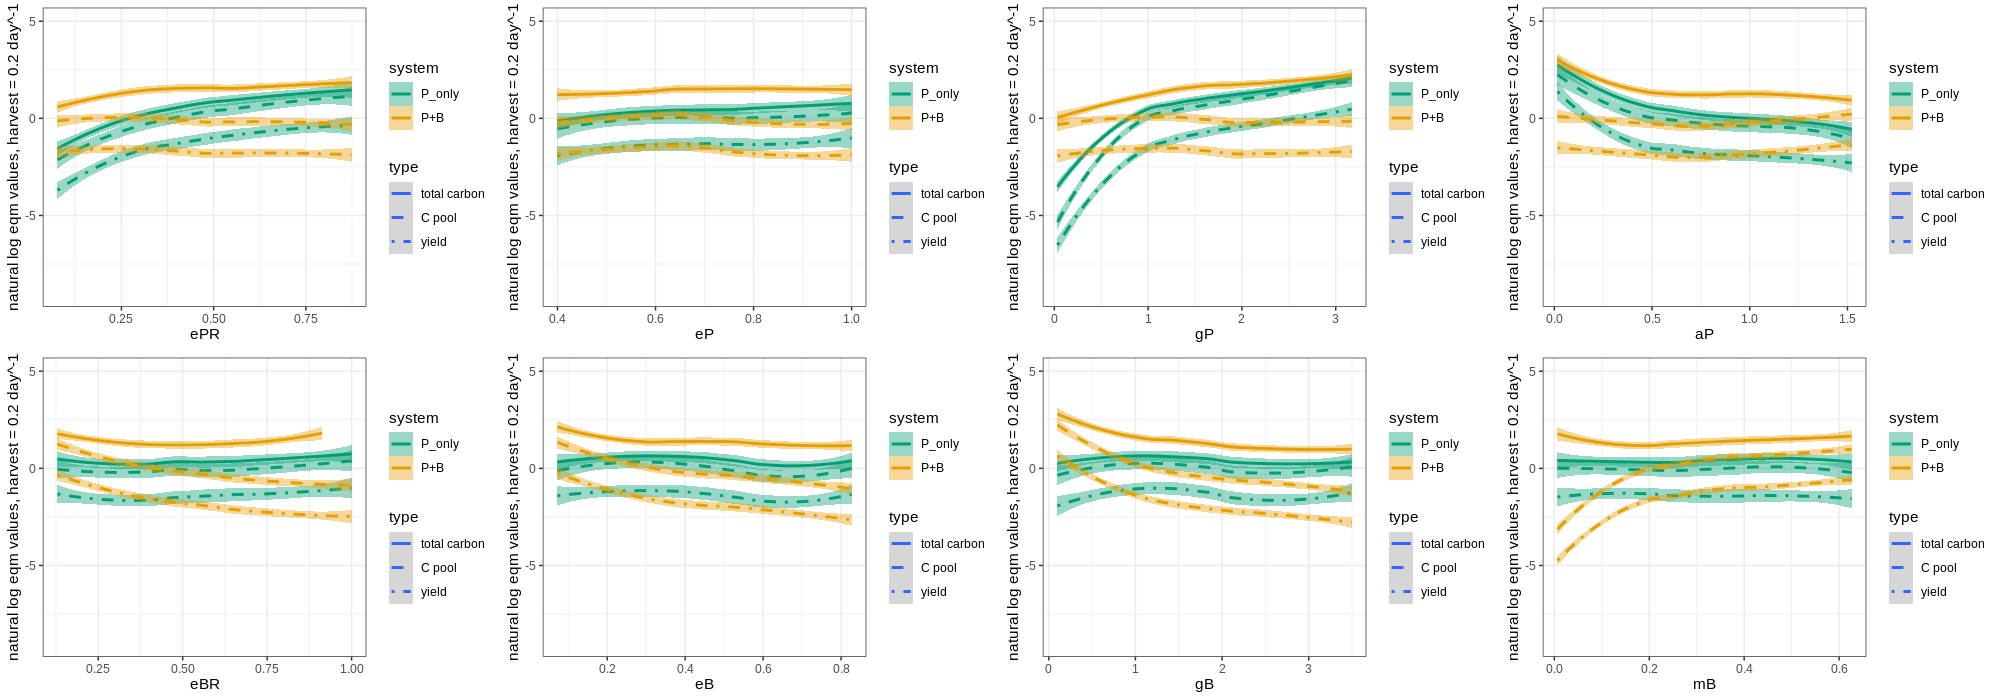 natural log eqm values, harvest = 0.2 day^-1
5
0
-5
0.25 0.50 0.75
ePR
system
P_only
P+B
type
total carbon
C pool
yield
natural log eqm values, harvest = 0.2 day^-1
5
0
-5
0.4 0.6 0.8 1.0
eP
system
P_only
P+B
type
total carbon
C pool
yield
natural log eqm values, harvest = 0.2 day^-1
5
0
-5
0 1 2 3
gP
system
P_only
P+B
type
total carbon
C pool
yield
natural log eqm values, harvest = 0.2 day^-1
5
0
-5
0.0 0.5 1.0 1.5
aP
system
P_only
P+B
type
total carbon
C pool
yield
natural log eqm values, harvest = 0.2 day^-1
5
0
-5
0.25 0.50 0.75 1.00
eBR
system
P_only
P+B
type
total carbon
C pool
yield
natural log eqm values, harvest = 0.2 day^-1
5
0
-5
0.2 0.4 0.6 0.8
eB
system
P_only
P+B
type
total carbon
C pool
yield
natural log eqm values, harvest = 0.2 day^-1
5
0
-5
0 1 2 3
gB
system
P_only
P+B
type
total carbon
C pool
yield
natural log eqm values, harvest = 0.2 day^-1
5
0
-5
0.0 0.2 0.4 0.6
mB
system
P_only
P+B
type
total carbon
C pool
yield